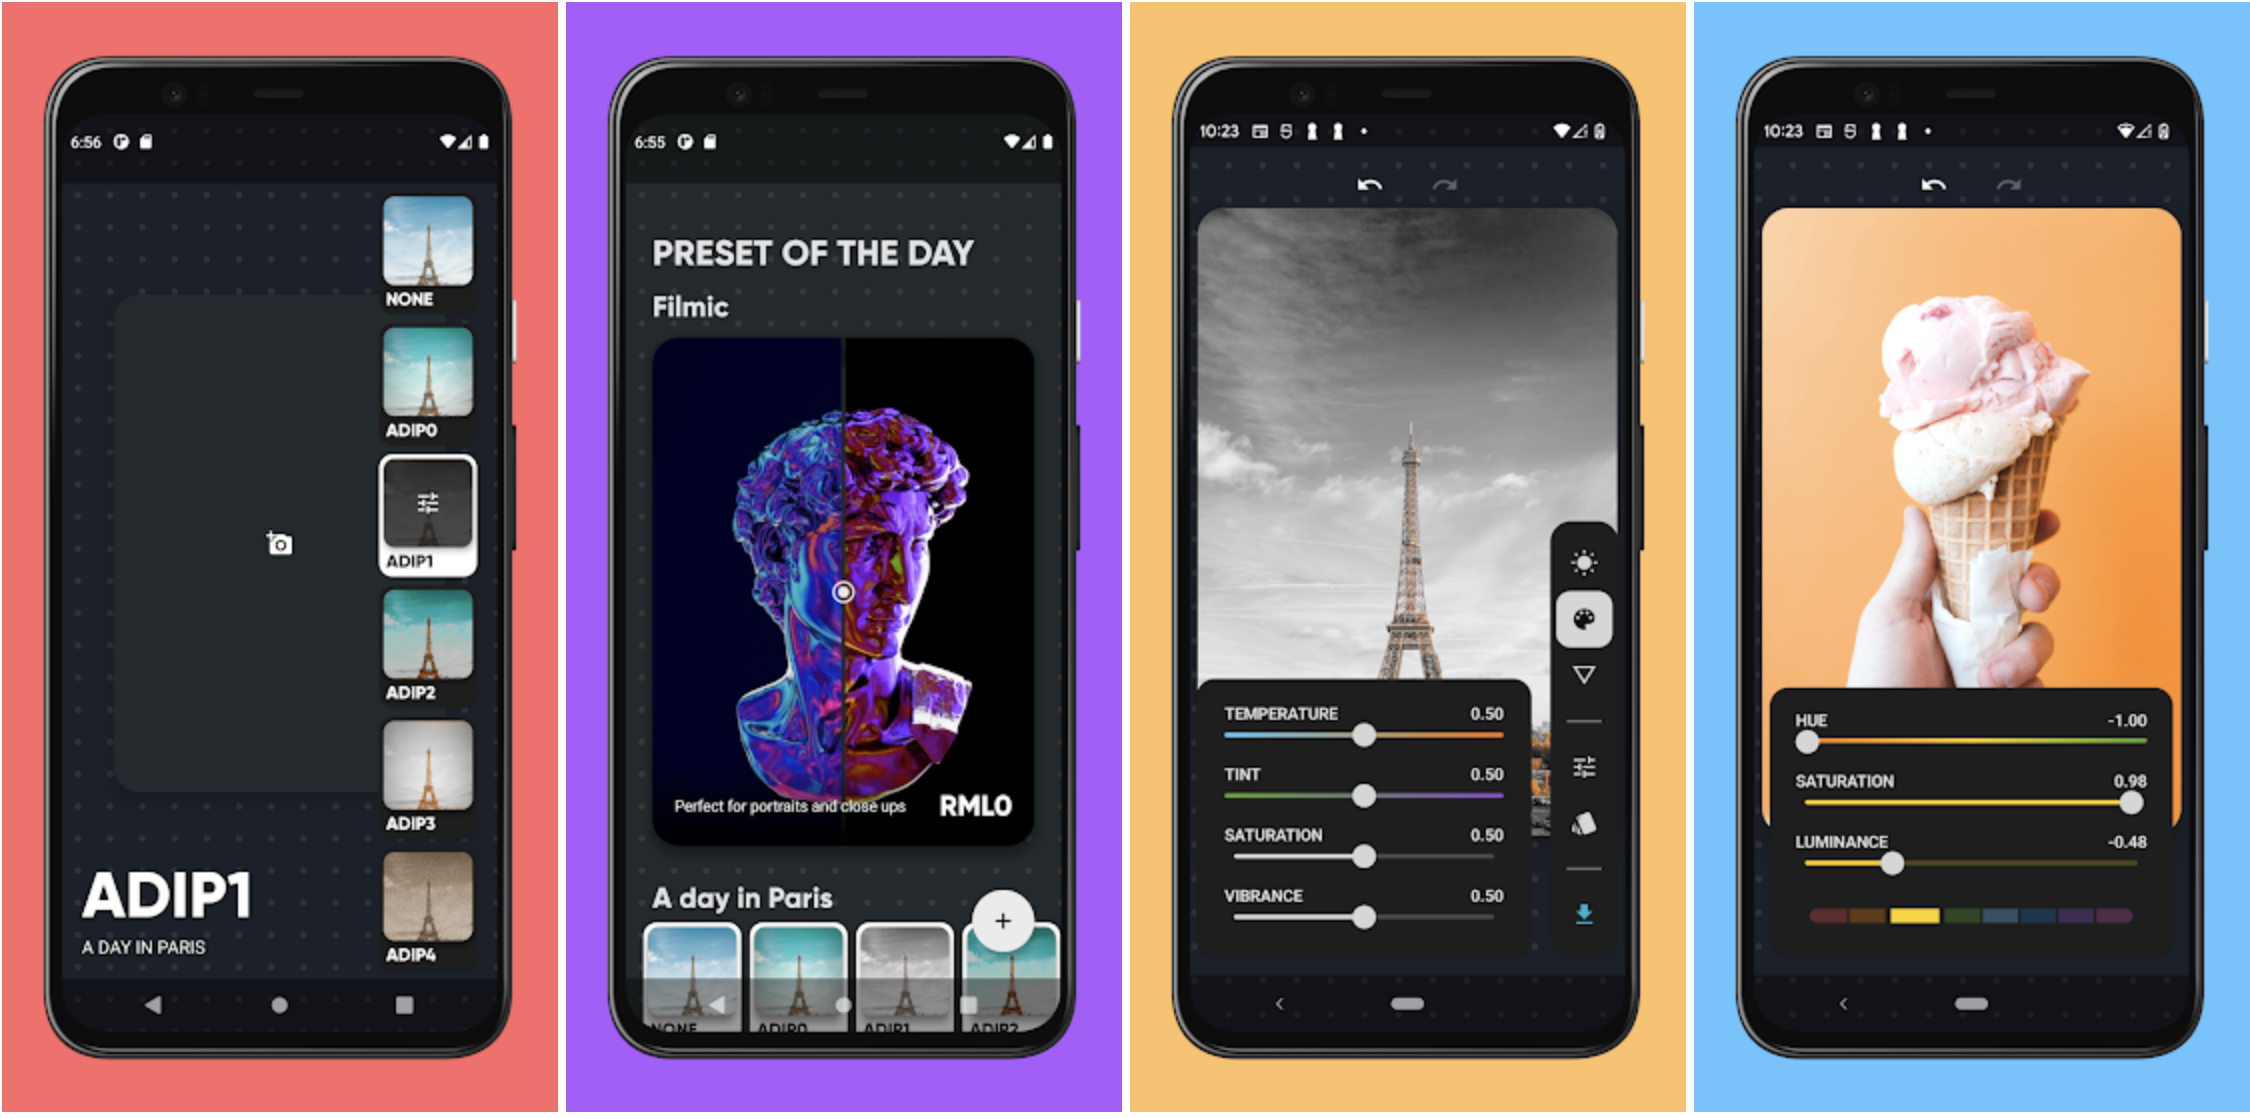 6:56
NONE
ADIP0
ADIP1
ADIP2
ADIP3
ADIP4
ADIP1
A DAY IN PARIS
6:55
PRESET OF THE DAY
Filmic
Perfect for portraits and close ups
RML0
A day in Paris
+
NONE
ADIP0
ADIP1
ADIP2
10:23
TEMPERATURE 0.50
TINT 0.50
SATURATION 0.50
VIBRANCE 0.50
10:23
HUE -1.00
SATURATION 0.98
LUMINANCE -0.48